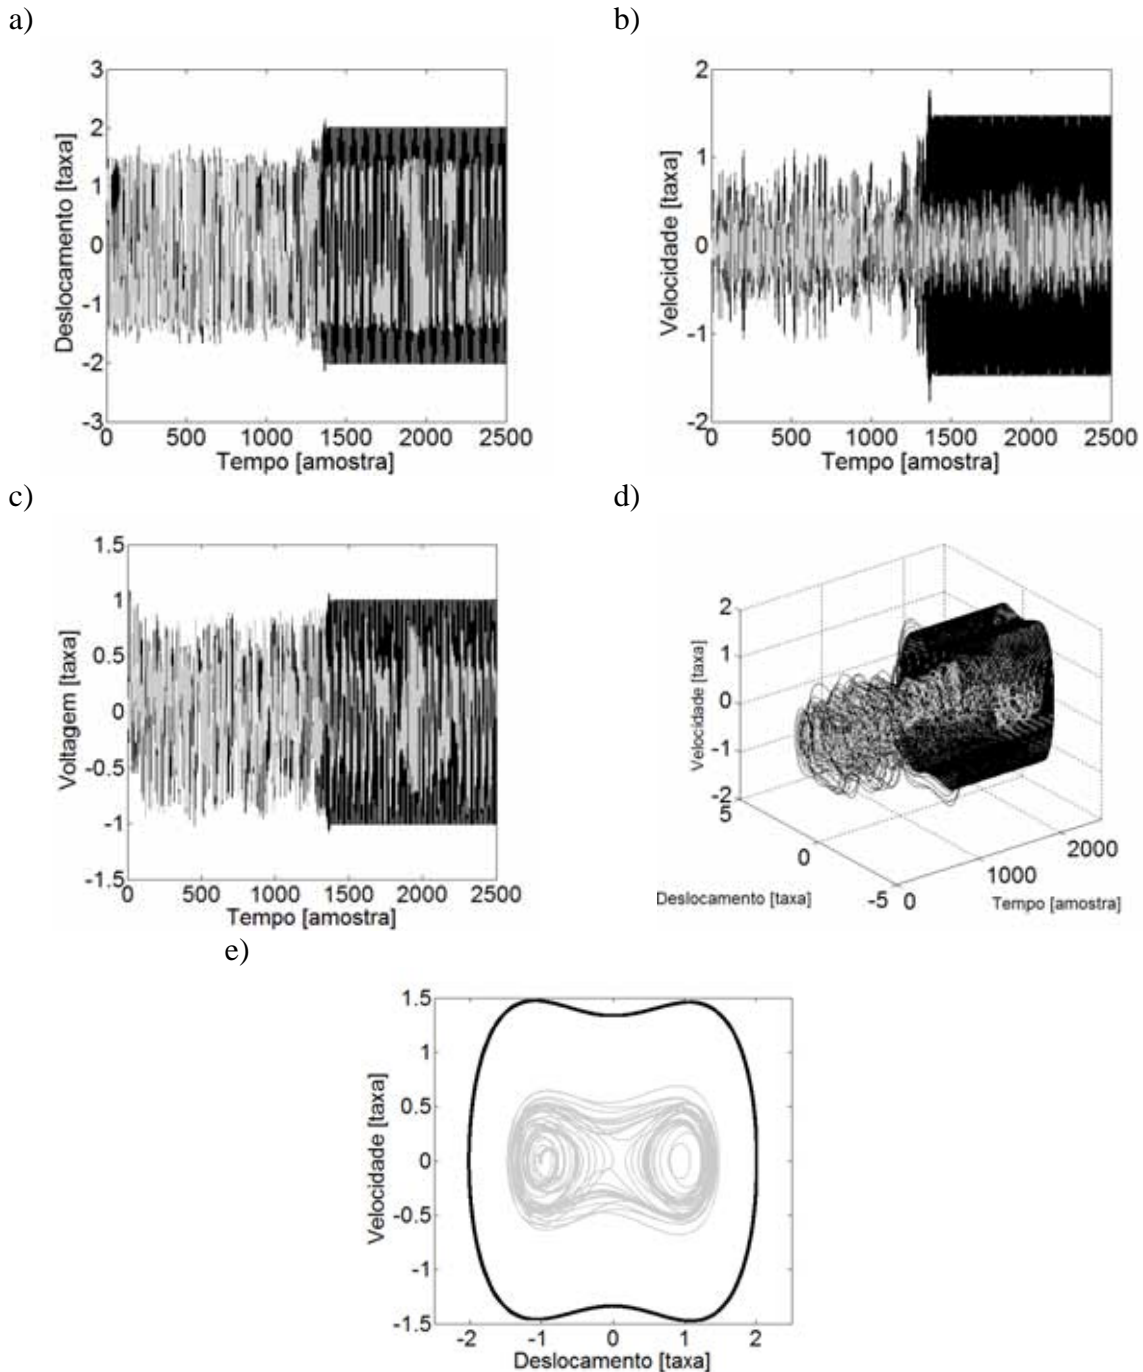 a)
3
2
1
0
-1
-2
-3
Deslocamento [taxa]
0 500 1000 1500 2000 2500
Tempo [amostra]
b)
2
1
0
-1
-2
Velocidade [taxa]
0 500 1000 1500 2000 2500
Tempo [amostra]
c)
1.5
1
0.5
0
-0.5
-1
-1.5
Voltagem [taxa]
0 500 1000 1500 2000 2500
Tempo [amostra]
d)
2
1
0
-1
-2
Velocidade [taxa]
5
0
-5
Deslocamento [taxa]
0
1000
2000
Tempo [amostra]
e)
1.5
1
0.5
0
-0.5
-1
-1.5
Velocidade [taxa]
-2 -1 0 1 2
Deslocamento [taxa]